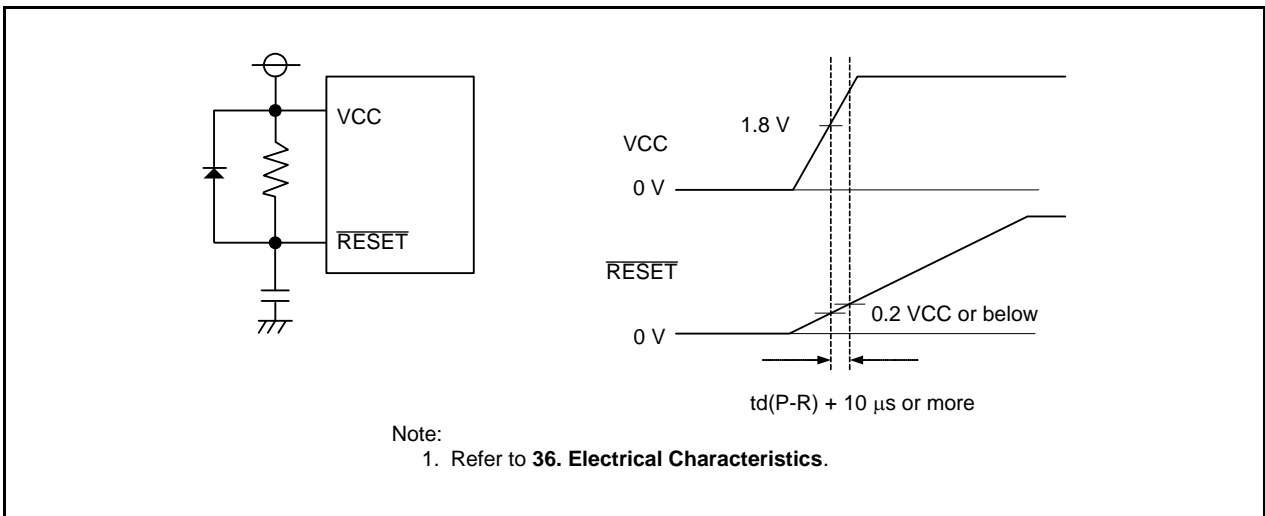 VCC
RESET
1.8 V
VCC
0 V
RESET
0.2 VCC or below
0 V
td(P-R) + 10 μs or more
Note:
1. Refer to 36. Electrical Characteristics.